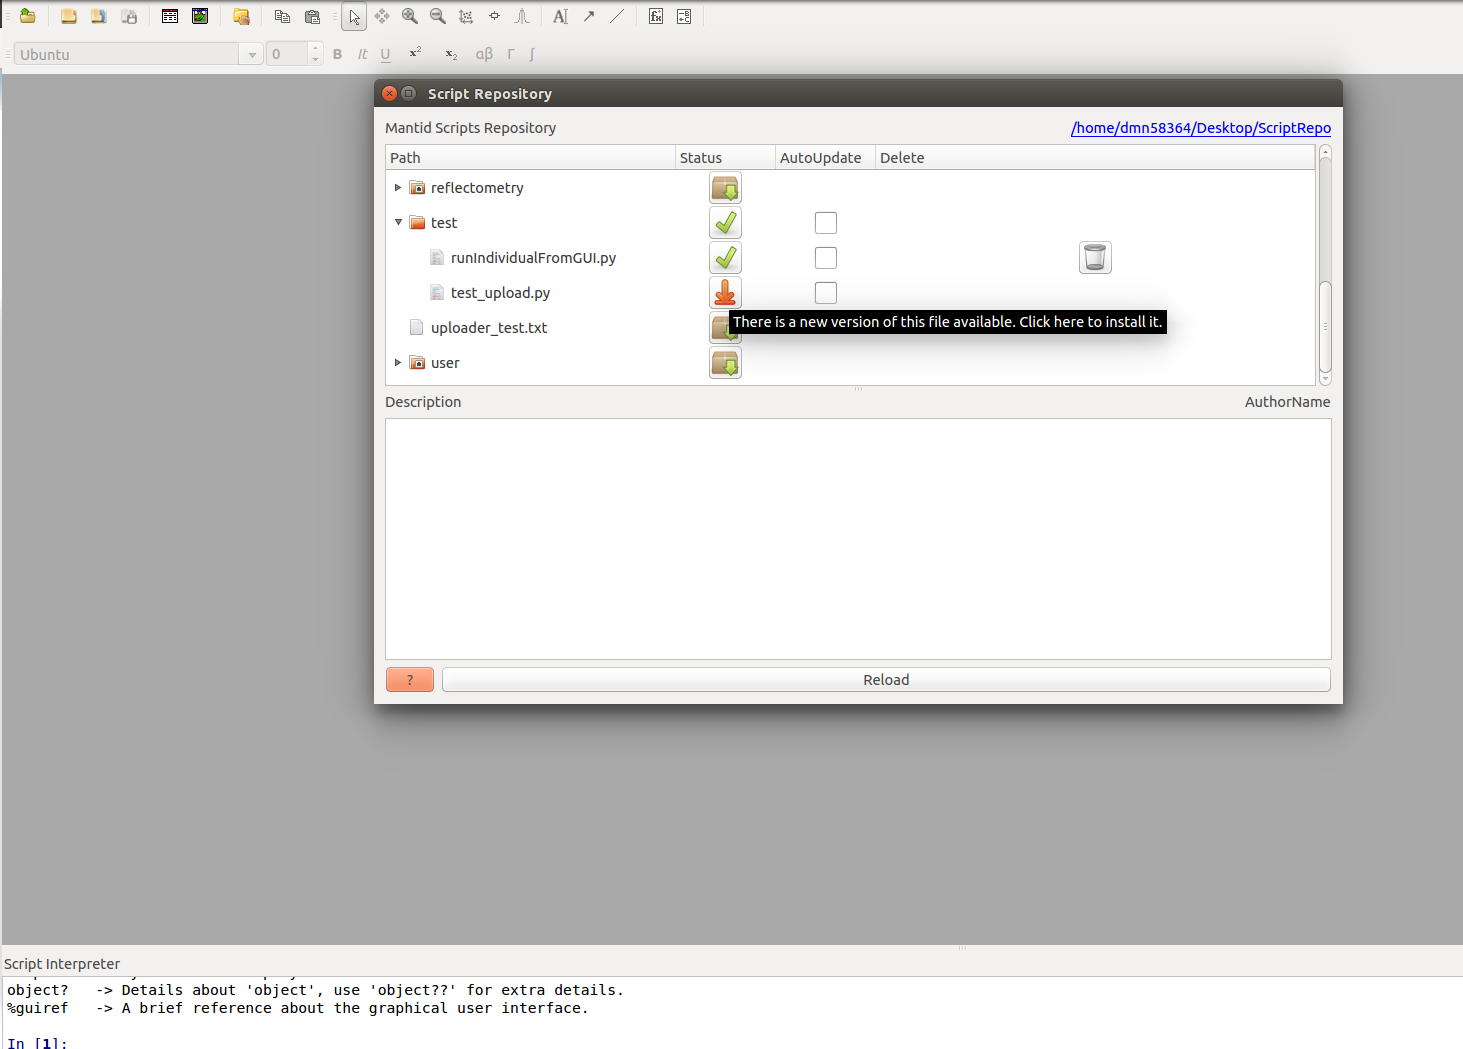 Ubuntu 0 B It U x² x₂ αβ Γ ∫
Script Repository
Mantid Scripts Repository /home/dmn58364/Desktop/ScriptRepo
Path Status AutoUpdate Delete
reflectometry
test
runIndividualFromGUI.py
test_upload.py
There is a new version of this file available. Click here to install it.
uploader_test.txt
user
Description AuthorName
? Reload
Script Interpreter
object? -> Details about 'object', use 'object??' for extra details.
%guiref -> A brief reference about the graphical user interface.
In [1]: